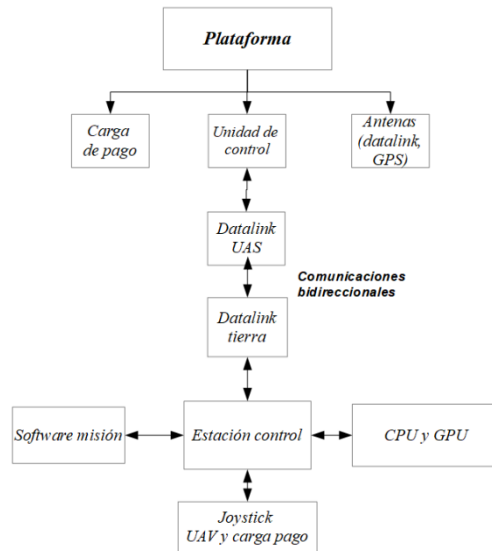 Plataforma
Carga
de pago
Unidad de
control
Antenas
(datalink,
GPS)
Datalink
UAS
Comunicaciones
bidireccionales
Datalink
tierra
Software misión
Estación control
CPU y GPU
Joystick
UAV y carga pago